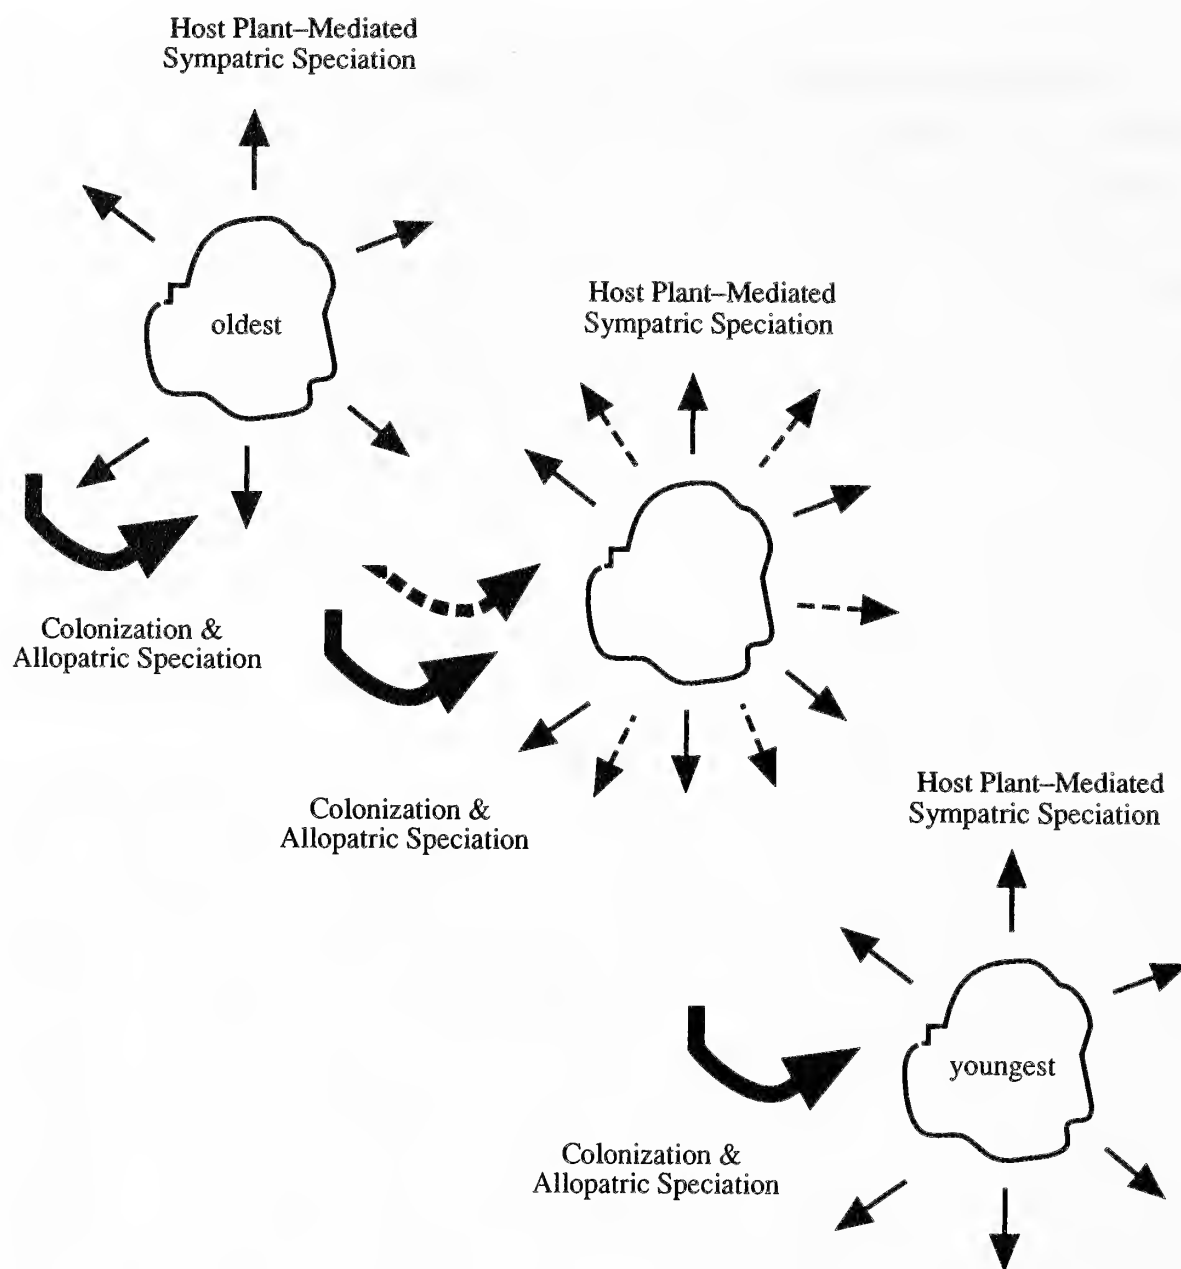 Host Plant–Mediated
Sympatric Speciation
oldest
Colonization &
Allopatric Speciation
Host Plant–Mediated
Sympatric Speciation
Colonization &
Allopatric Speciation
Host Plant–Mediated
Sympatric Speciation
youngest
Colonization &
Allopatric Speciation